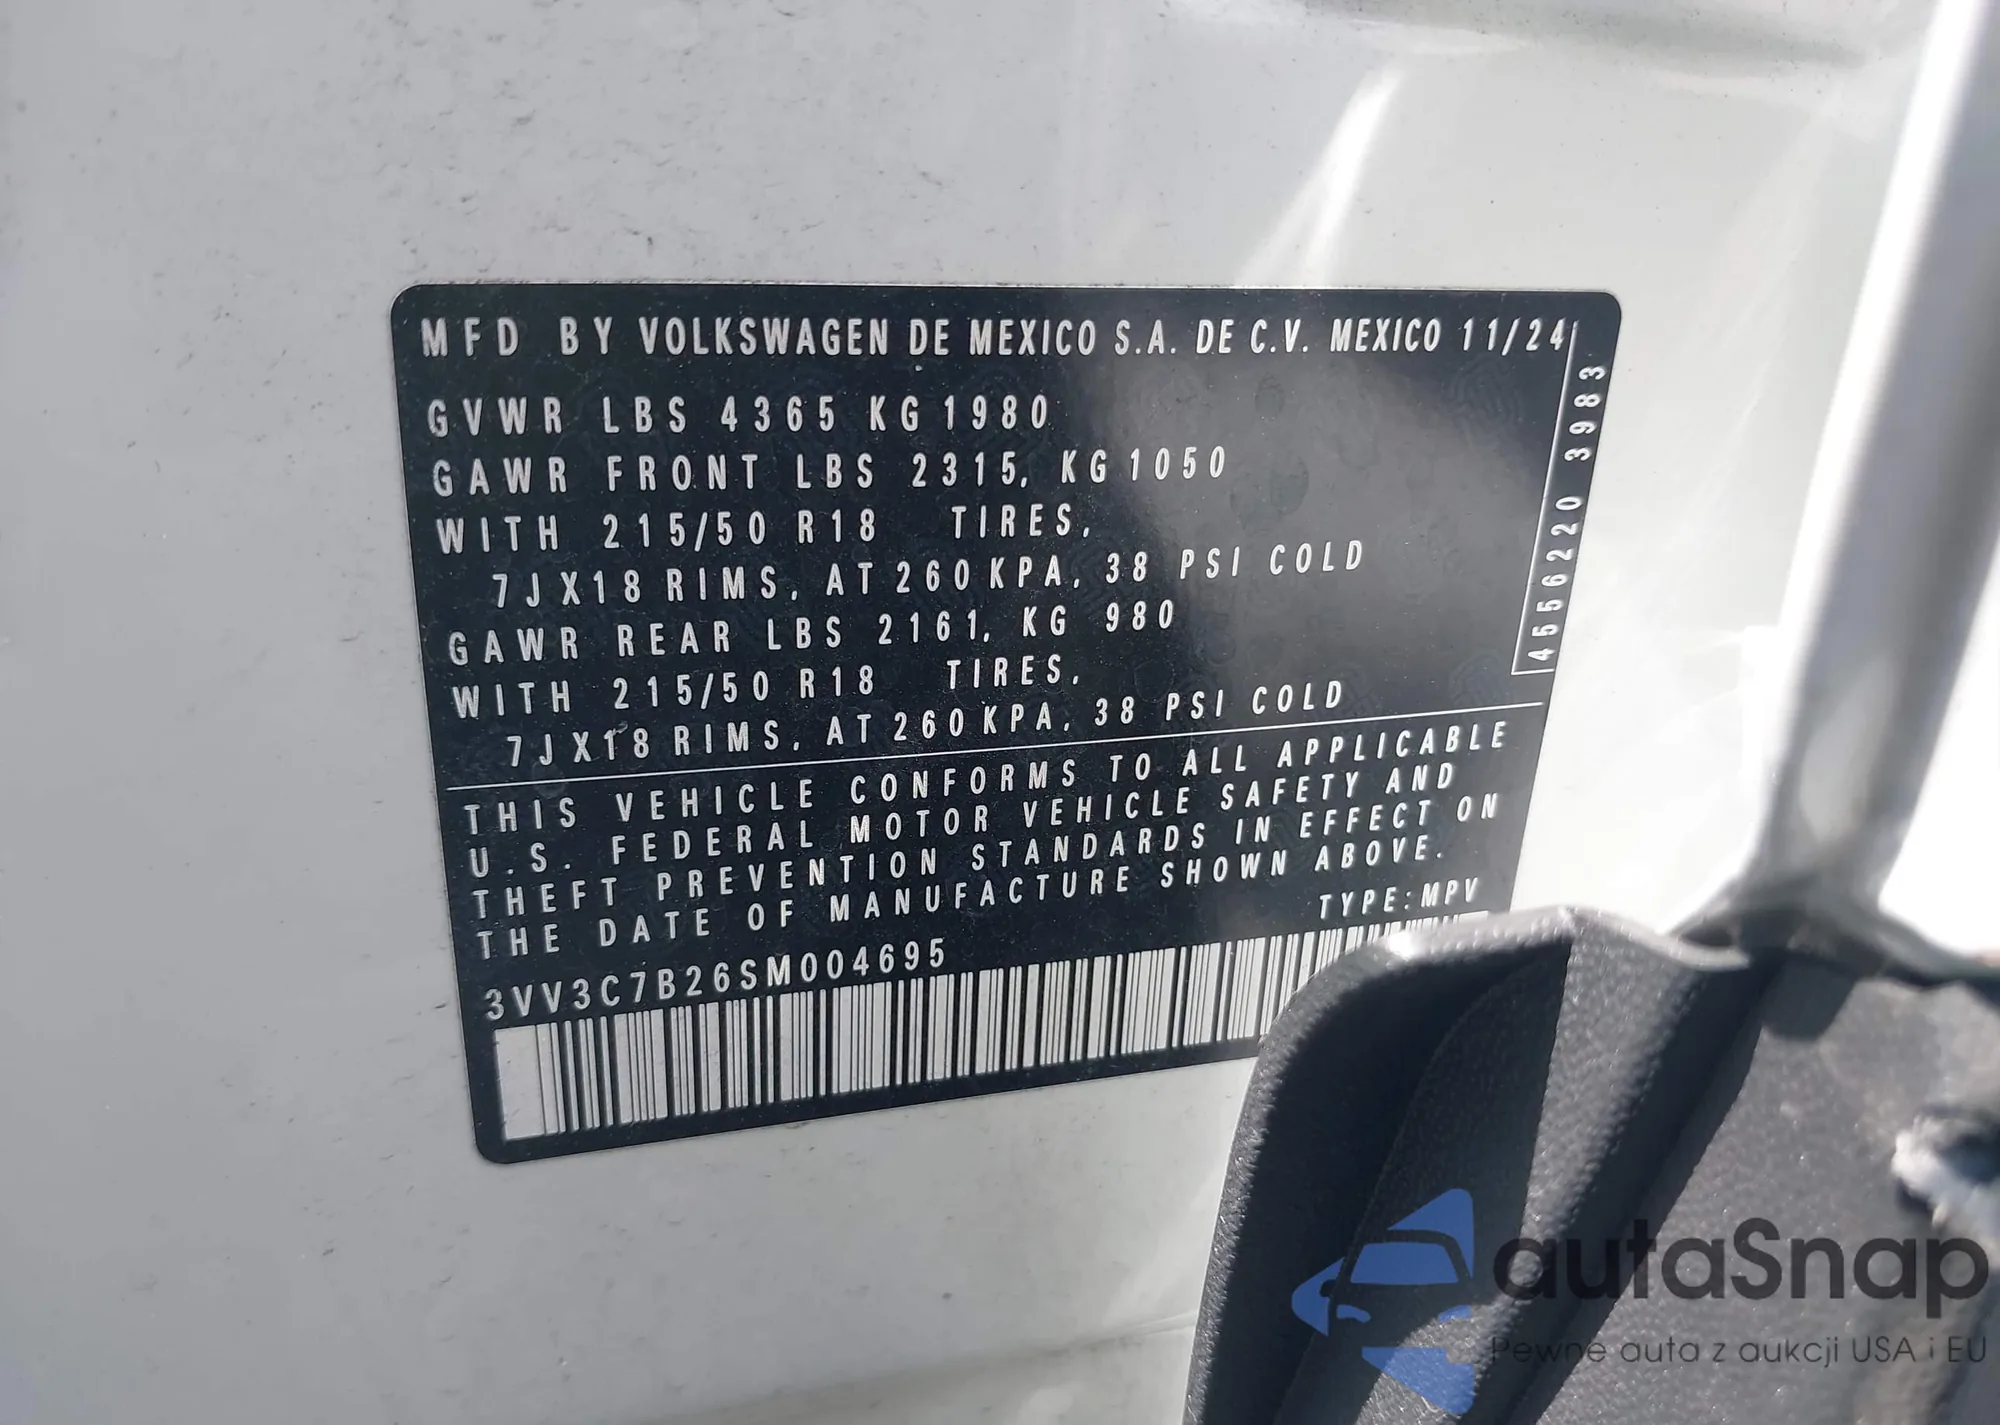 MFD BY VOLKSWAGEN DE MEXICO S.A. DE C.V. MEXICO 11/24
GVWR LBS 4365 KG 1980
GAWR FRONT LBS 2315, KG 1050
WITH 215/50 R18 TIRES,
7JX18 RIMS, AT 260 KPA, 38 PSI COLD
GAWR REAR LBS 2161, KG 980
WITH 215/50 R18 TIRES,
7JX18 RIMS, AT 260 KPA, 38 PSI COLD
4556220 3983
THIS VEHICLE CONFORMS TO ALL APPLICABLE
U.S. FEDERAL MOTOR VEHICLE SAFETY AND
THEFT PREVENTION STANDARDS IN EFFECT ON
THE DATE OF MANUFACTURE SHOWN ABOVE.
TYPE: MPV
3VV3C7B26SM004695
autaSnap
Pewne auta z aukcji USA i EU